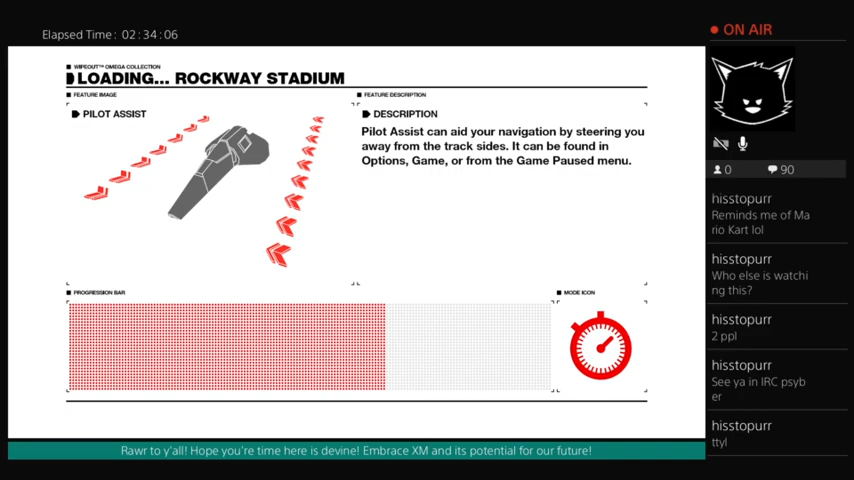 Elapsed Time: 02:34:06
ON AIR
WIPEOUT™ OMEGA COLLECTION
LOADING... ROCKWAY STADIUM
FEATURE IMAGE
FEATURE DESCRIPTION
PILOT ASSIST
DESCRIPTION
Pilot Assist can aid your navigation by steering you
away from the track sides. It can be found in
Options, Game, or from the Game Paused menu.
PROGRESSION BAR
MODE ICON
0
90
hisstopurr
Reminds me of Ma
rio Kart lol
hisstopurr
Who else is watchi
ng this?
hisstopurr
2 ppl
hisstopurr
See ya in IRC psyb
er
hisstopurr
ttyl
Rawr to y'all! Hope you're time here is devine! Embrace XM and its potential for our future!